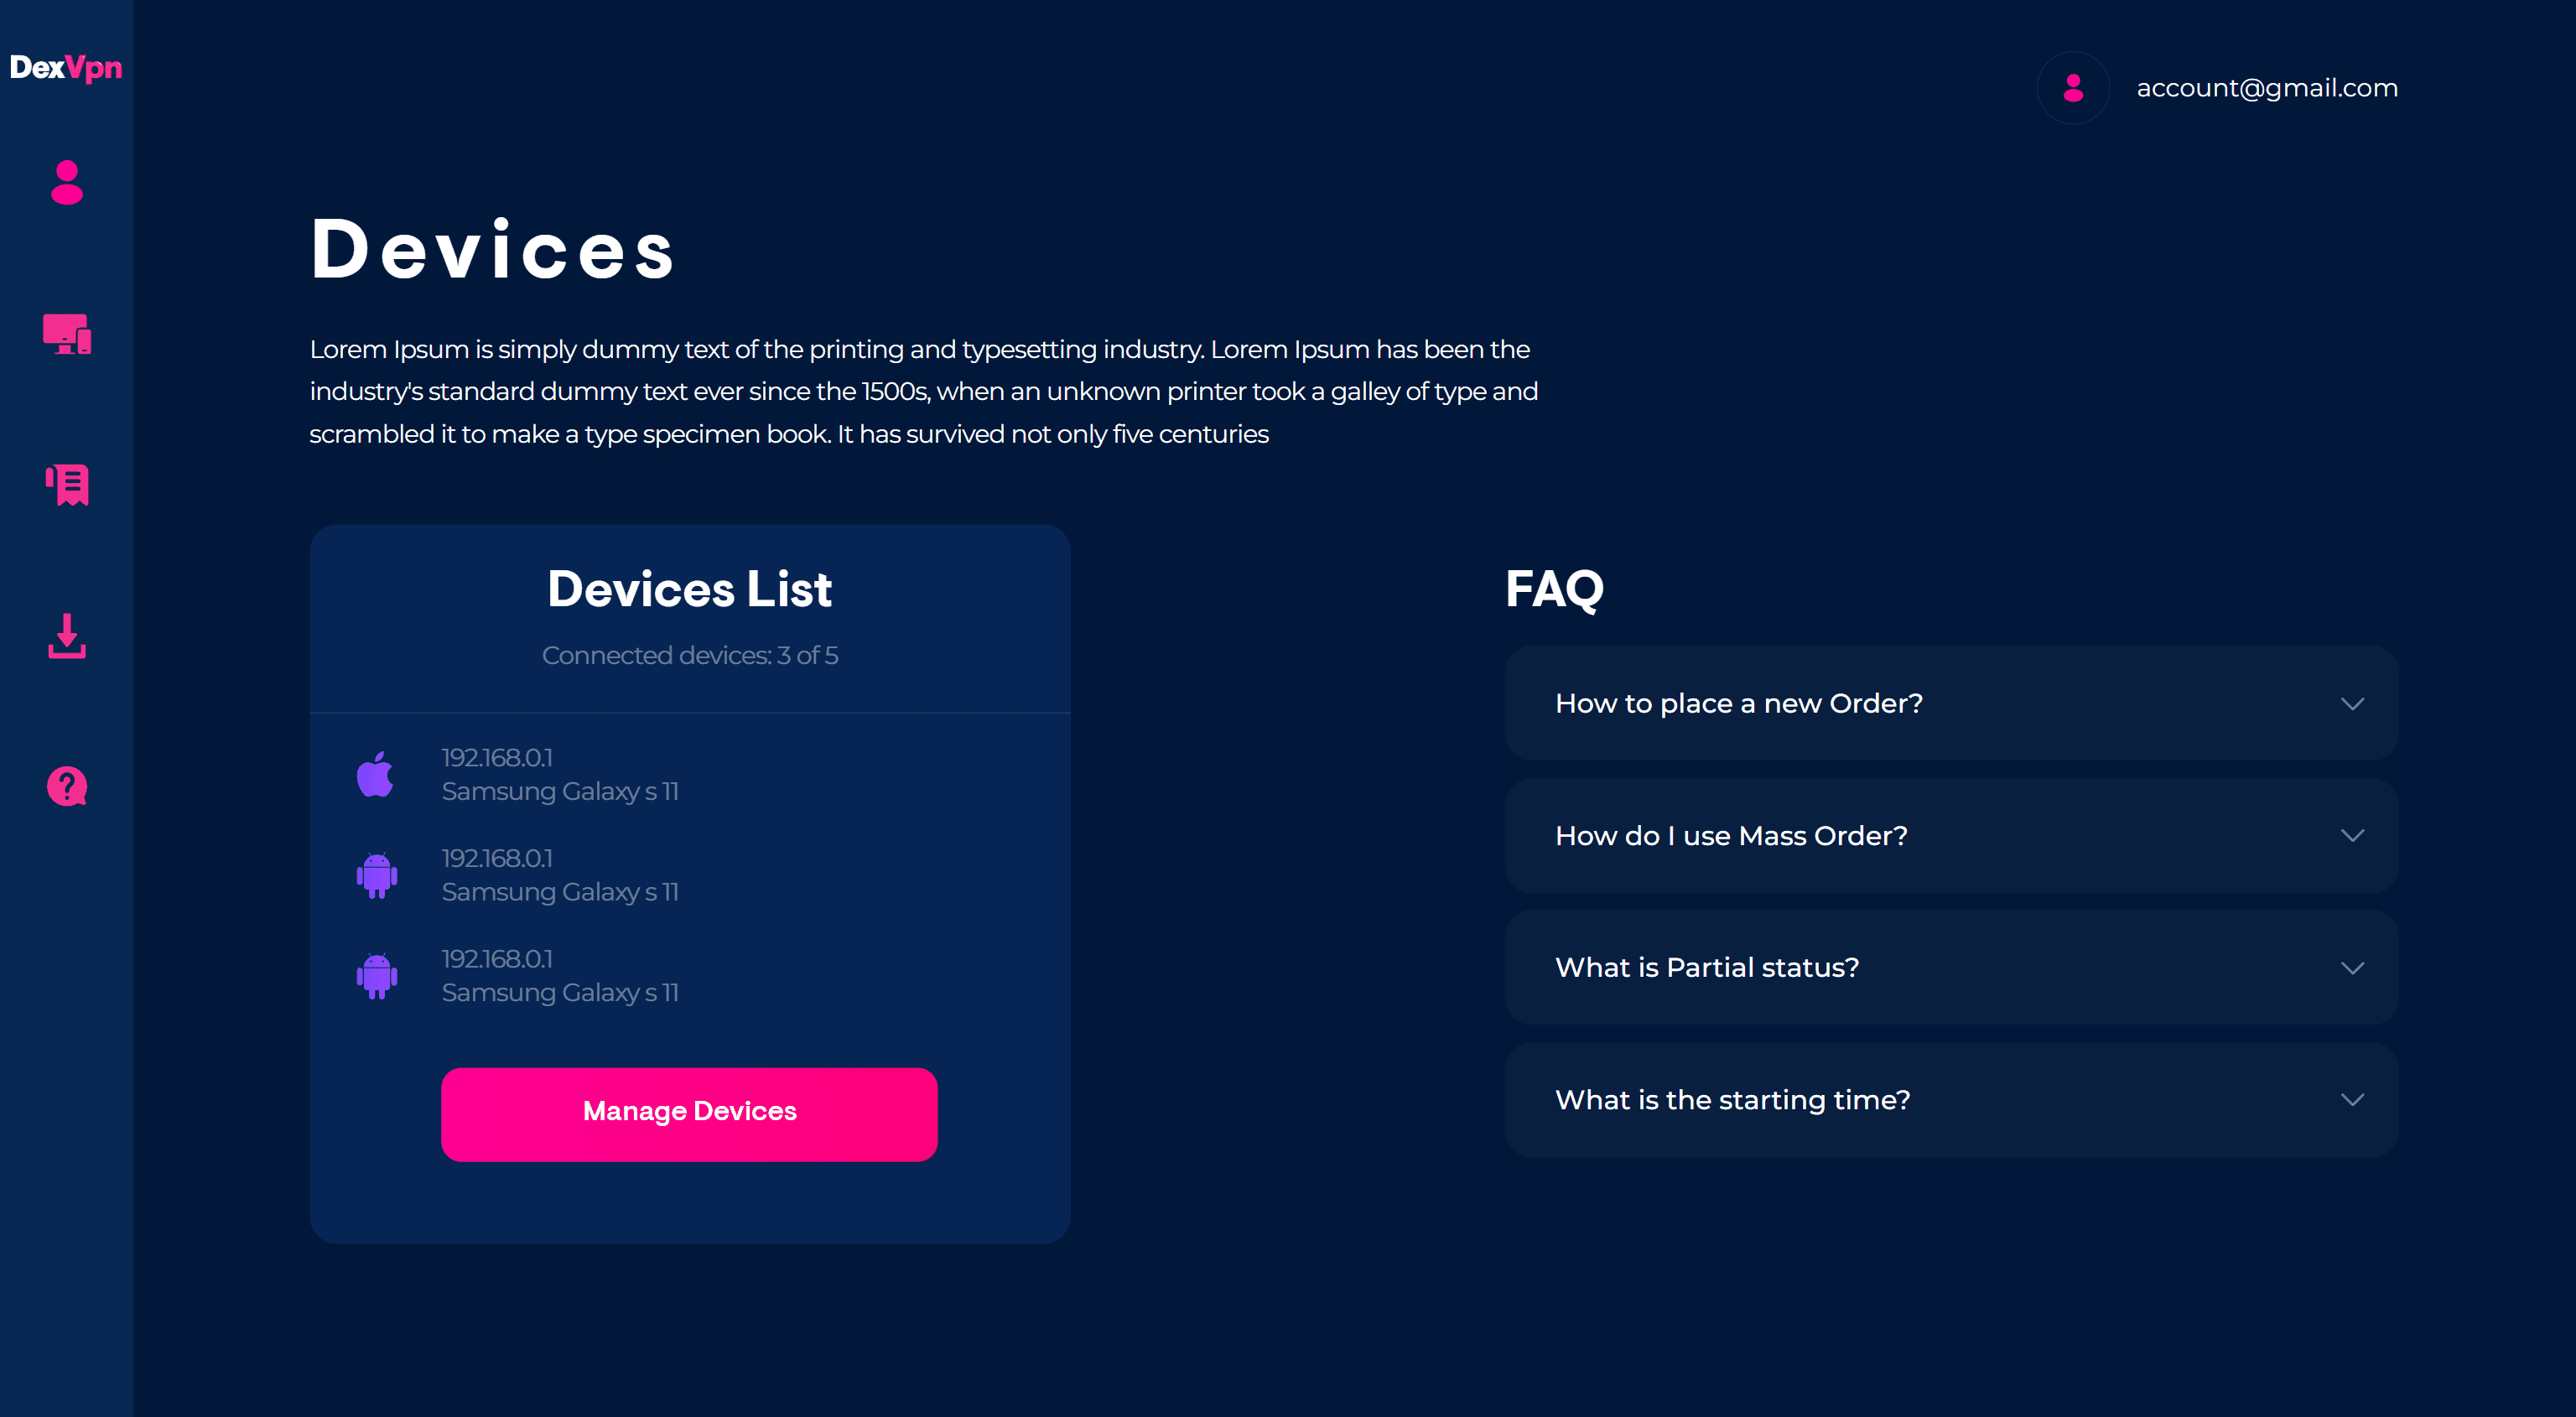 DexVpn
account@gmail.com
Devices
Lorem Ipsum is simply dummy text of the printing and typesetting industry. Lorem Ipsum has been the
industry's standard dummy text ever since the 1500s, when an unknown printer took a galley of type and
scrambled it to make a type specimen book. It has survived not only five centuries
Devices List
Connected devices: 3 of 5
192.168.0.1
Samsung Galaxy s 11
192.168.0.1
Samsung Galaxy s 11
192.168.0.1
Samsung Galaxy s 11
Manage Devices
FAQ
How to place a new Order?
How do I use Mass Order?
What is Partial status?
What is the starting time?